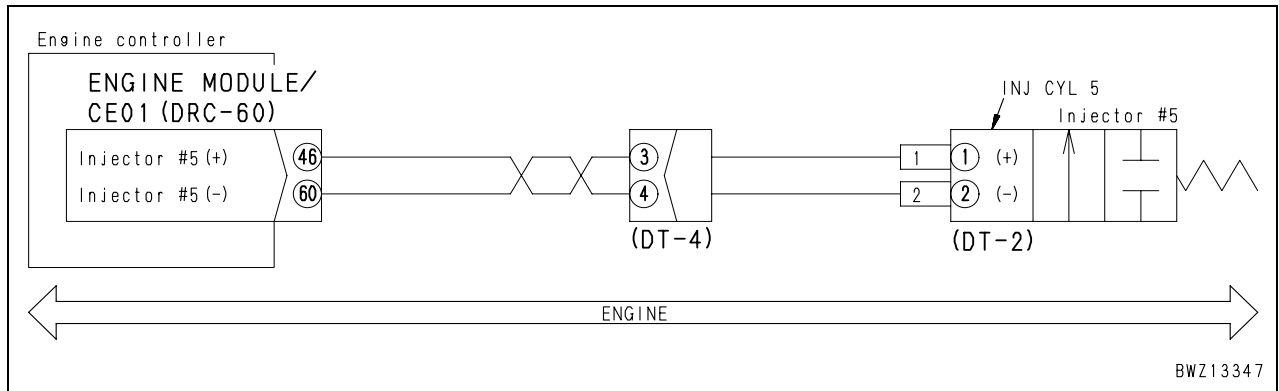 Engine controller
ENGINE MODULE/
CE01 (DRC-60)
INJ CYL 5
Injector #5
Injector #5 (+) 46 3 1 1 (+)
Injector #5 (-) 60 4 2 2 (-)
(DT-4) (DT-2)
ENGINE
BWZ13347